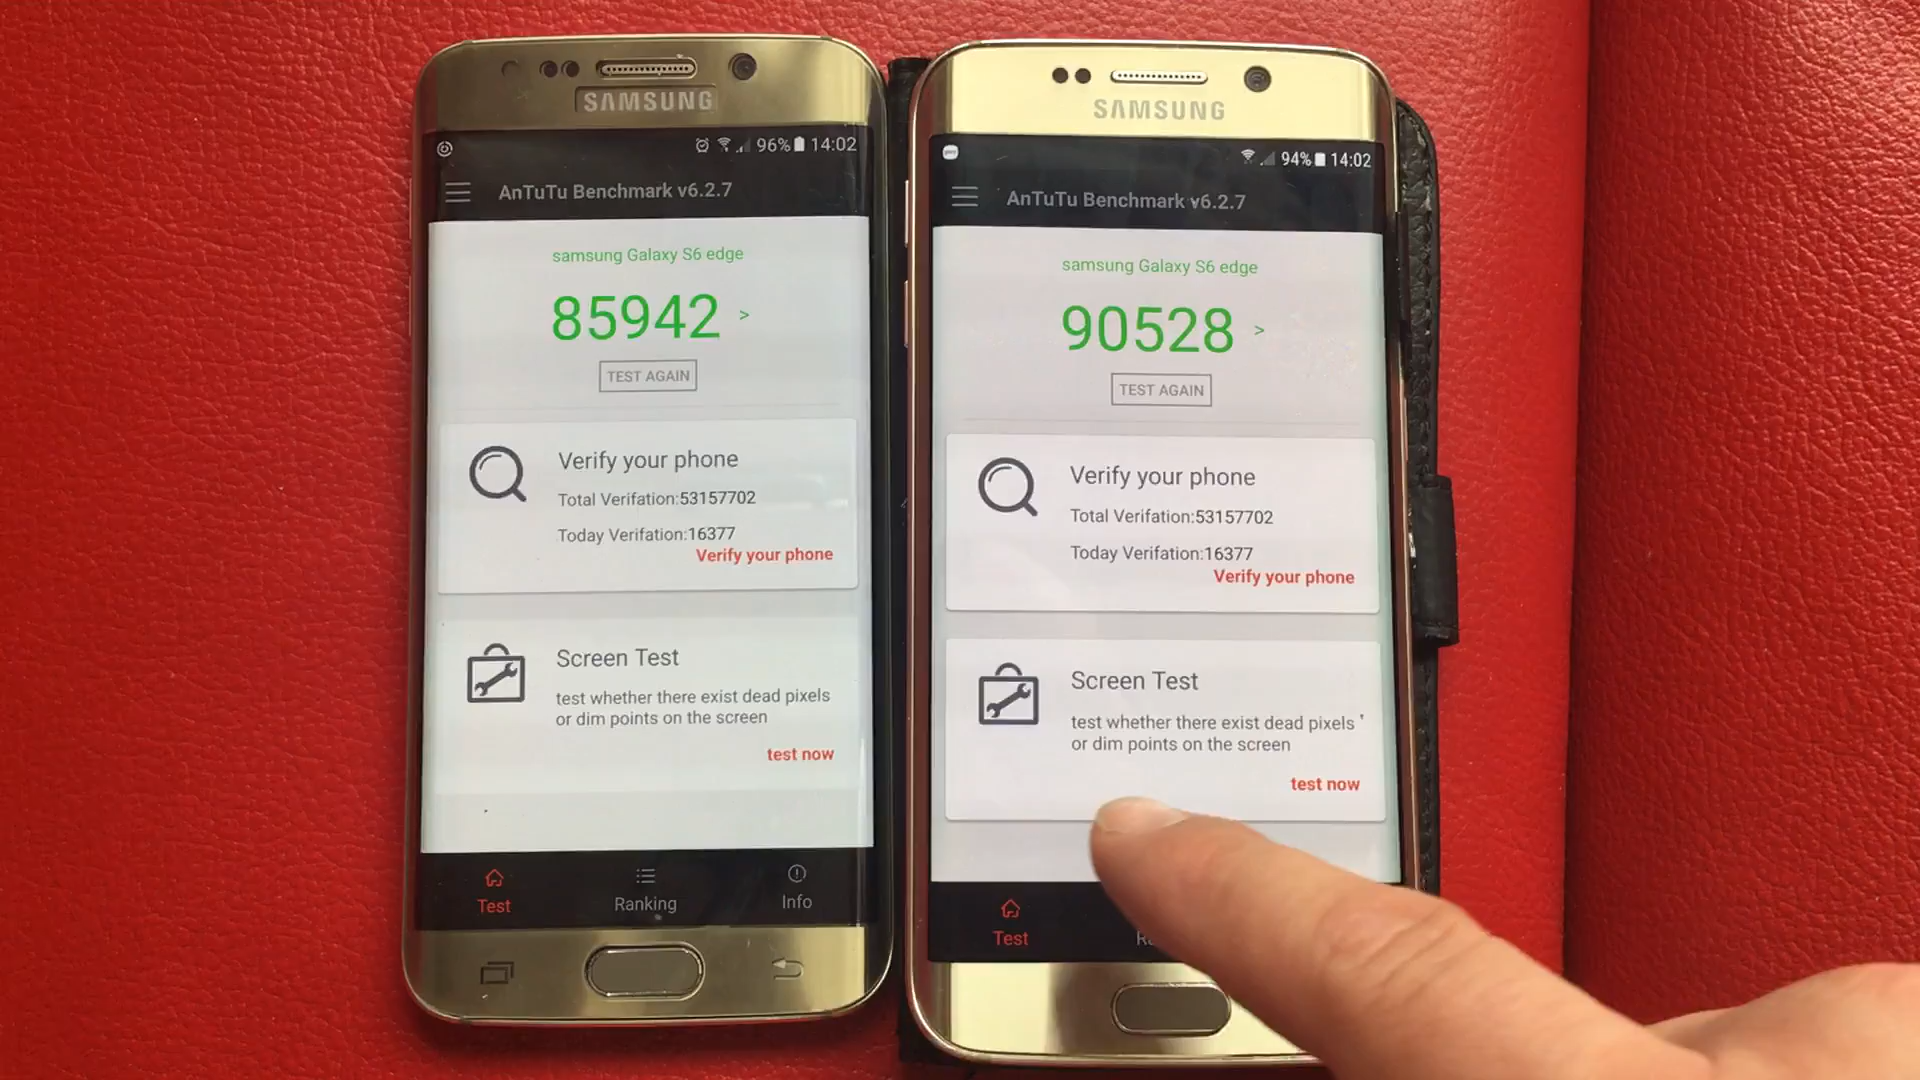 SAMSUNG
96% 14:02
AnTuTu Benchmark v6.2.7
samsung Galaxy S6 edge
85942 >
TEST AGAIN
Verify your phone
Total Verifation:53157702
Today Verifation:16377
Verify your phone
Screen Test
test whether there exist dead pixels
or dim points on the screen
test now
Test
Ranking
Info
SAMSUNG
94% 14:02
AnTuTu Benchmark v6.2.7
samsung Galaxy S6 edge
90528 >
TEST AGAIN
Verify your phone
Total Verifation:53157702
Today Verifation:16377
Verify your phone
Screen Test
test whether there exist dead pixels
or dim points on the screen
test now
Test